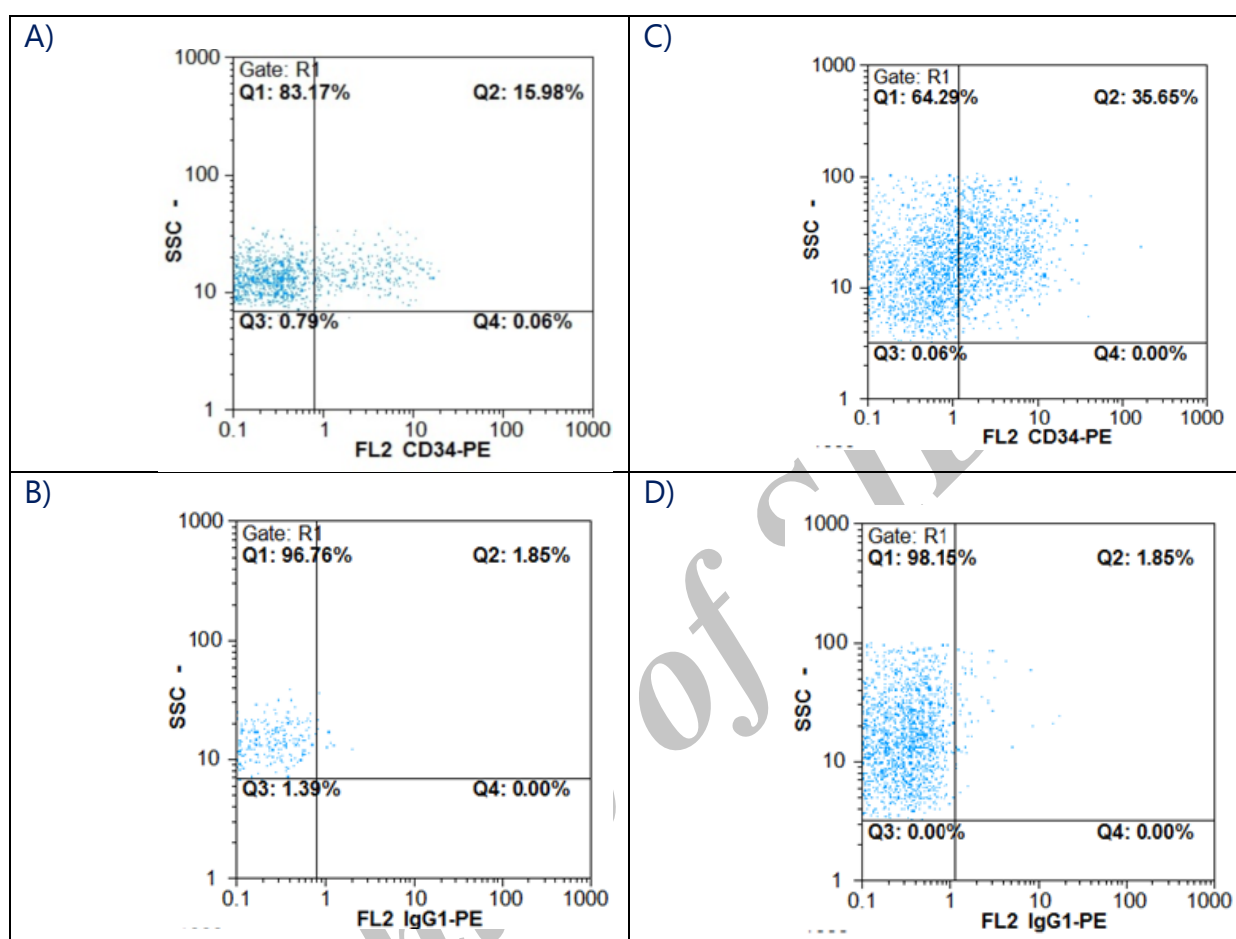 A)
1000
Gate: R1
Q1: 83.17%
Q2: 15.98%
100
SSC -
10
Q3: 0.79%
Q4: 0.06%
1
0.1
1
10
100
1000
FL2 CD34-PE
C)
1000
Gate: R1
Q1: 64.29%
Q2: 35.65%
100
SSC -
10
Q3: 0.06%
Q4: 0.00%
1
0.1
1
10
100
1000
FL2 CD34-PE
B)
1000
Gate: R1
Q1: 96.76%
Q2: 1.85%
100
SSC -
10
Q3: 1.39%
Q4: 0.00%
1
0.1
1
10
100
1000
FL2 IgG1-PE
D)
1000
Gate: R1
Q1: 98.15%
Q2: 1.85%
100
SSC -
10
Q3: 0.00%
Q4: 0.00%
1
0.1
1
10
100
1000
FL2 IgG1-PE
of